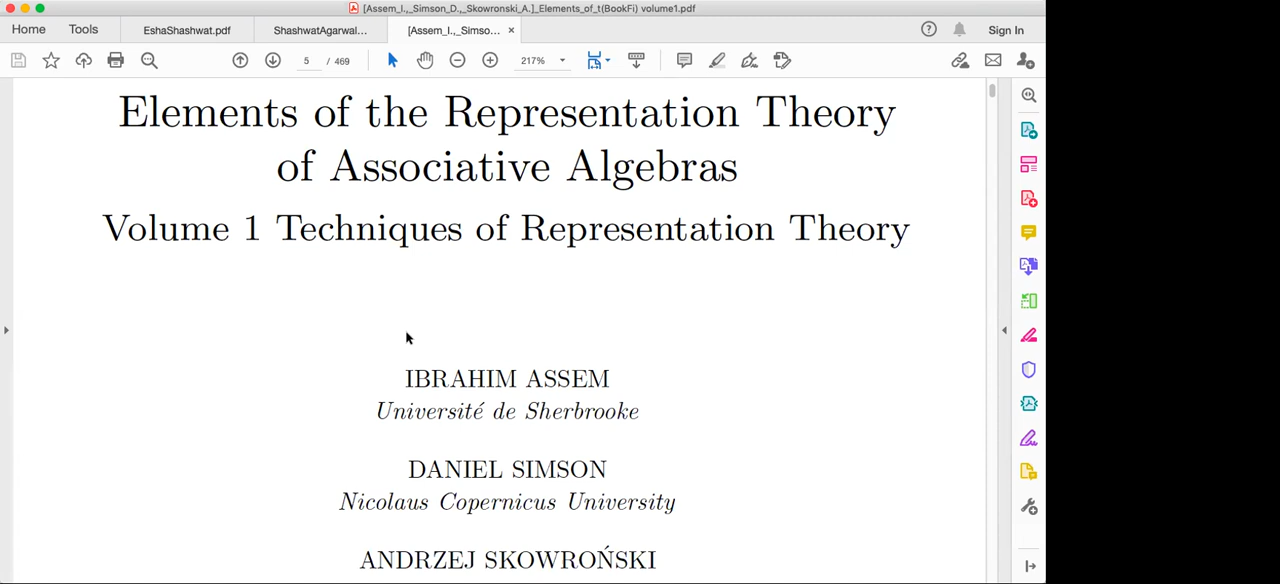 [Assem_I.,_Simson_D.,_Skowronski_A.]_Elements_of_t(BookFi) volume1.pdf
Home Tools EshaShashwat.pdf ShashwatAgarwal... [Assem_I.,_Simso... × Sign In
5 / 469 217%
Elements of the Representation Theory
of Associative Algebras
Volume 1 Techniques of Representation Theory
IBRAHIM ASSEM
Université de Sherbrooke
DANIEL SIMSON
Nicolaus Copernicus University
ANDRZEJ SKOWROŃSKI